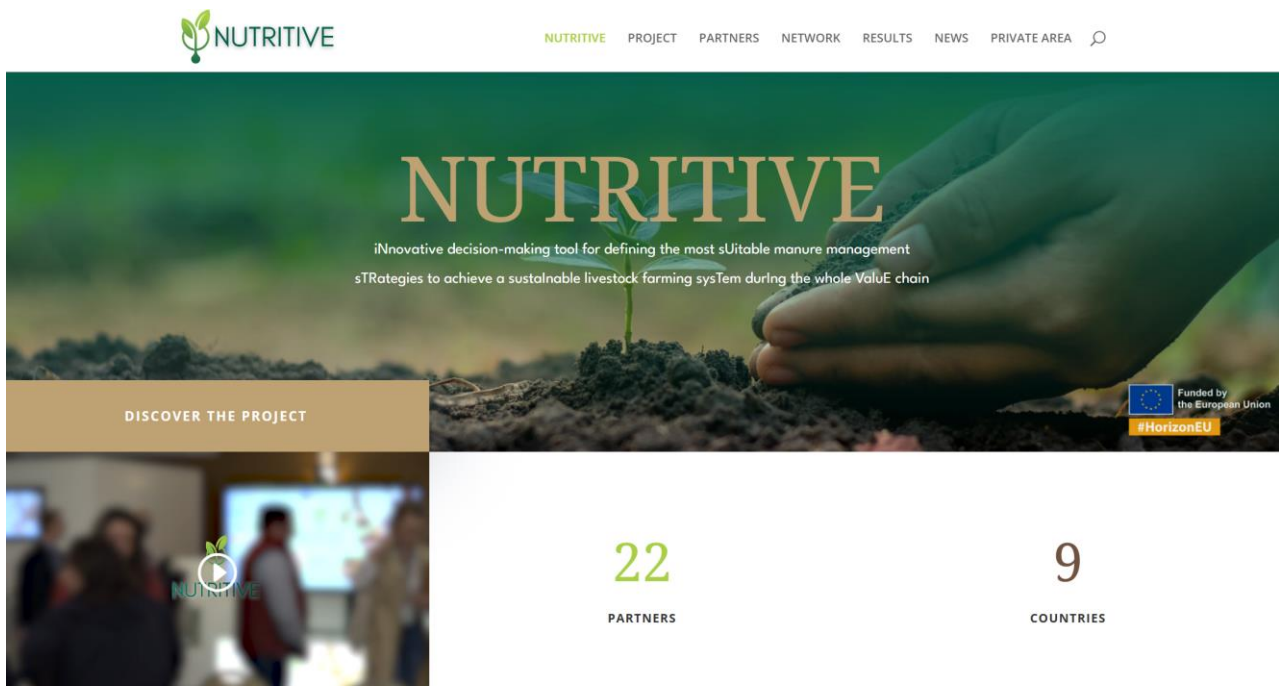 NUTRITIVE
NUTRITIVE PROJECT PARTNERS NETWORK RESULTS NEWS PRIVATE AREA
NUTRITIVE
iNnovative decision-making tool for defining the most sUitable manure management
sTRategies to achieve a sustaInable livestock farming sysTem durIng the whole ValuE chain
DISCOVER THE PROJECT
Funded by
the European Union
#HorizonEU
NUTRITIVE
22
PARTNERS
9
COUNTRIES